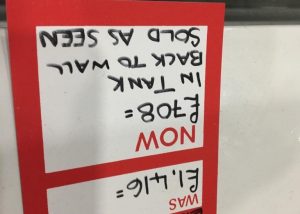 WAS
£1,416=
NOW
£708=
IN TANK
BACK TO WALL
SOLD AS SEEN